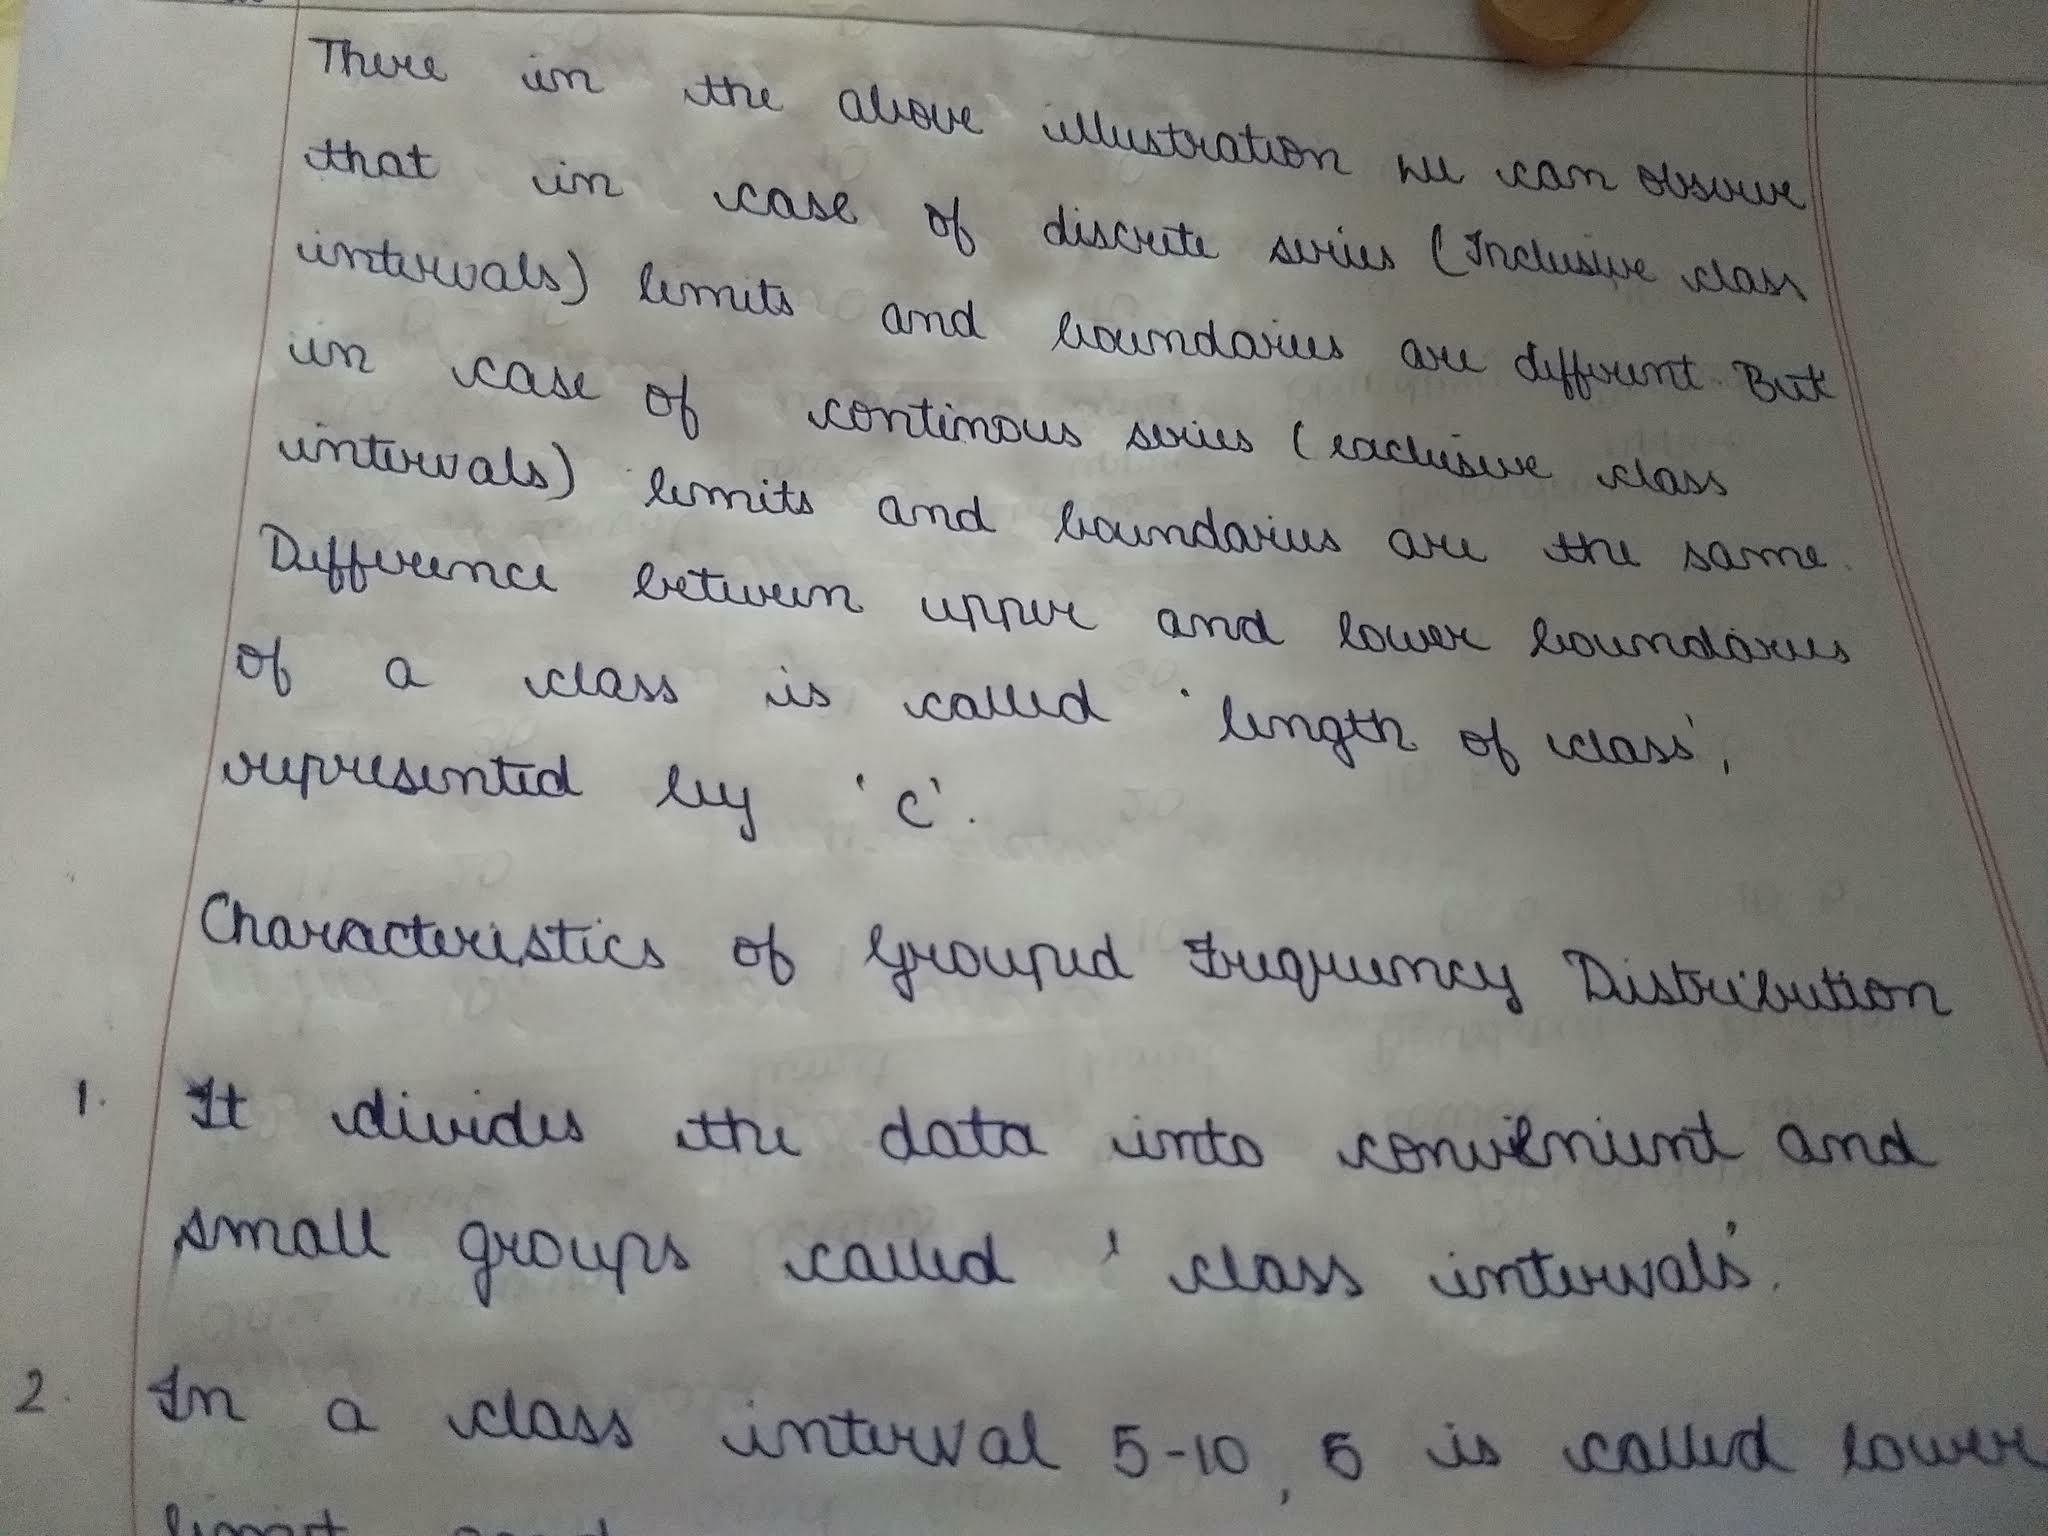 There in the above illustration we can observe
that in case of discrete series (Inclusive class
intervals) limits and boundaries are different. But
in case of continous series (exclusive class
intervals) limits and boundaries are the same.
Difference between upper and lower boundaries
of a class is called 'length of class',
represented by 'c'.
Characteristics of Grouped Frequency Distribution
1. It divides the data into convenient and
small groups called 'class intervals'.
2. In a class interval 5-10, 5 is called lower
limit and